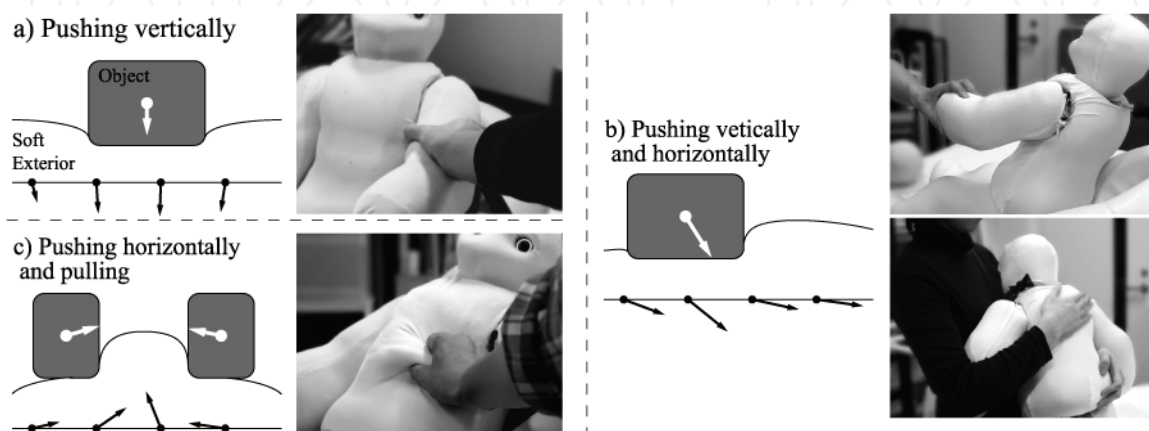 a) Pushing vertically
Object
Soft
Exterior
c) Pushing horizontally
and pulling
b) Pushing vetically
and horizontally